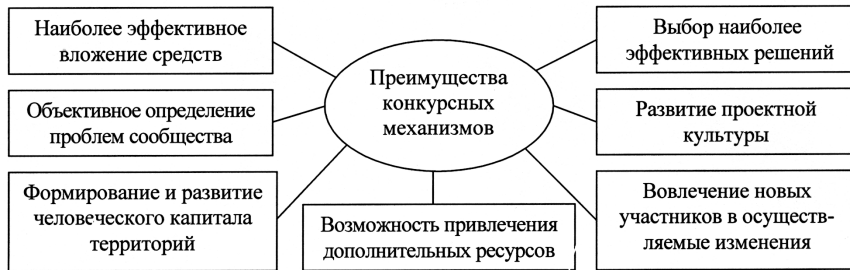 Наиболее эффективное
вложение средств
Объективное определение
проблем сообщества
Формирование и развитие
человеческого капитала
территорий
Преимущества
конкурсных
механизмов
Возможность привлечения
дополнительных ресурсов
Выбор наиболее
эффективных решений
Развитие проектной
культуры
Вовлечение новых
участников в осуществ-
ляемые изменения